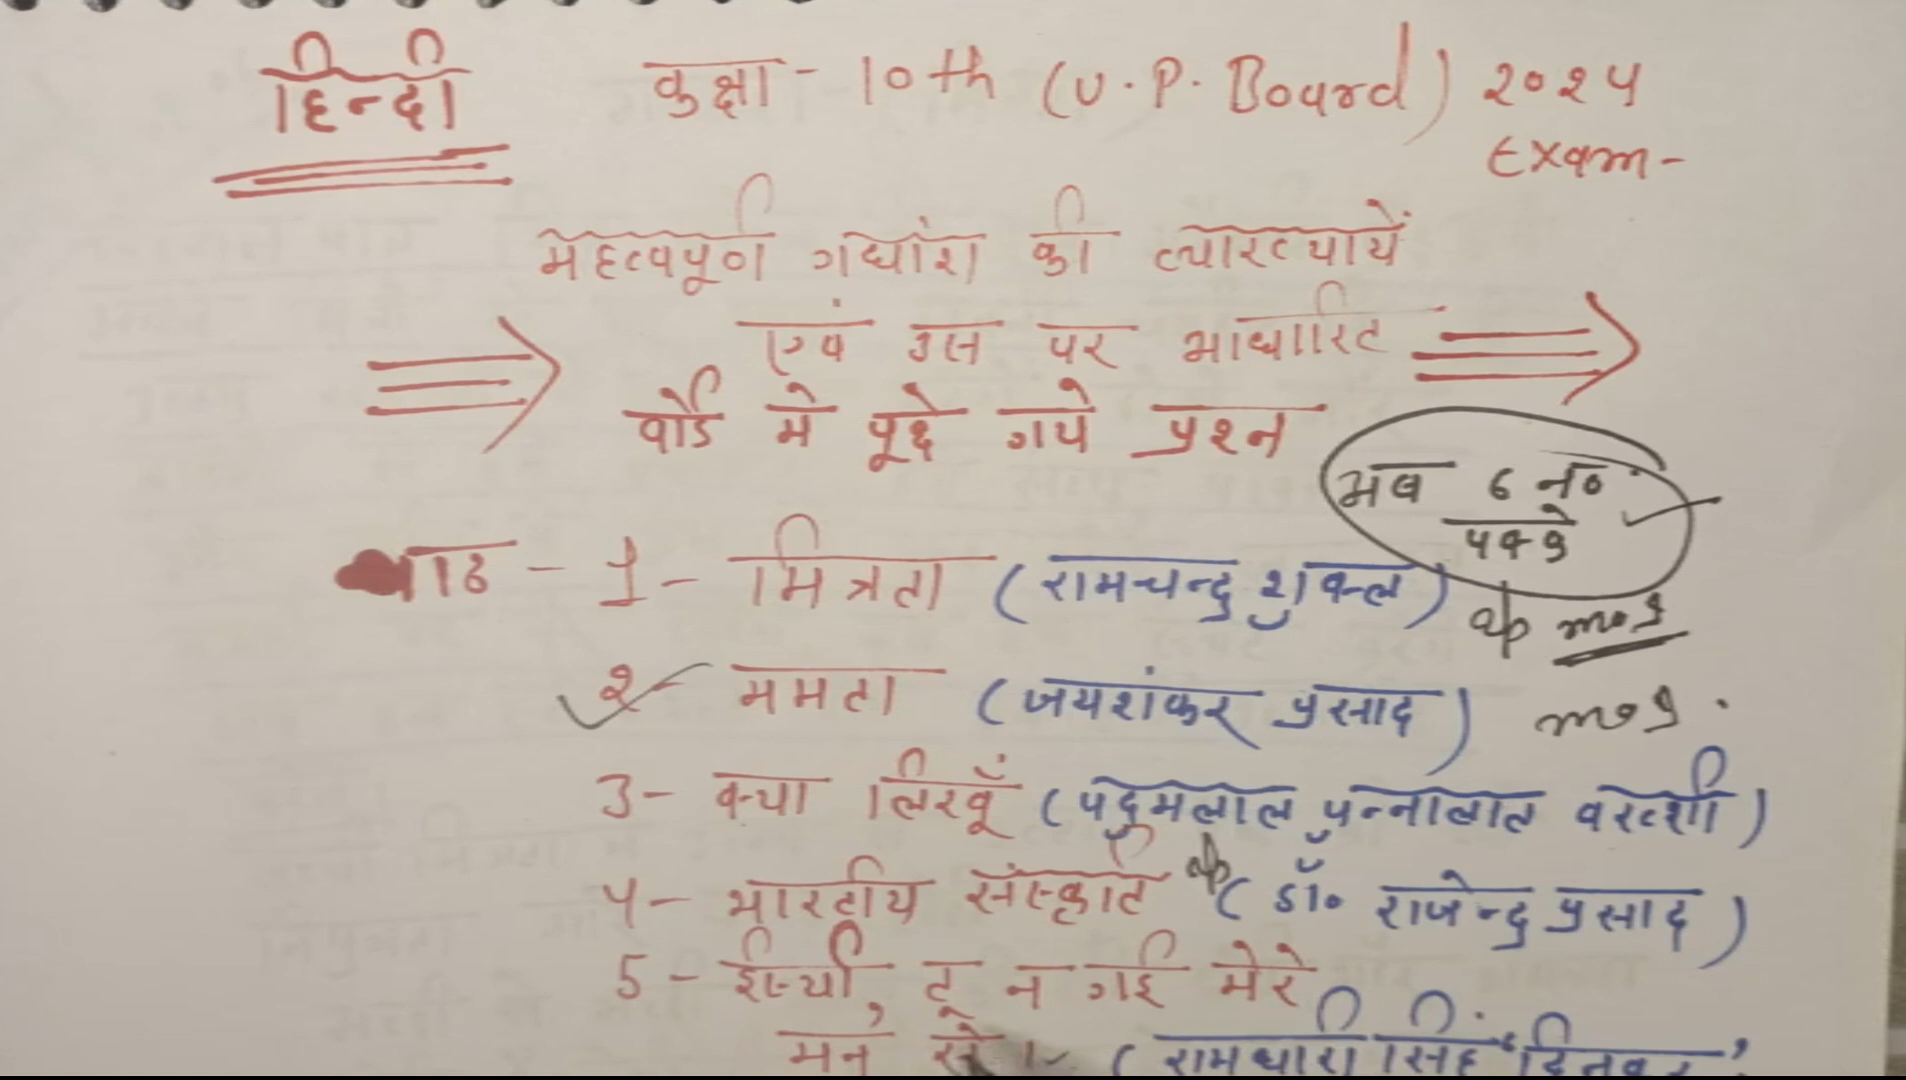 हिन्दी कक्षा - 10th (U.P. Board) 2024
Exam-
महत्वपूर्ण गद्यांश की व्याख्यायें
एवं उस पर आधारित
वोर्ड मे पूछे गये प्रश्न
अब 6 नं०
पक्के
पाठ - 1- मित्रता (रामचन्द्र शुक्ल)
2- ममता (जयशंकर प्रसाद)
3- क्या लिखूँ (पदुमलाल पुन्नालाल वख्शी)
4- भारतीय संस्कृति (डॉ० राजेन्द्र प्रसाद)
5- ईर्ष्या, तू न गई मेरे
मन से (रामधारी सिंह 'दिनकर'